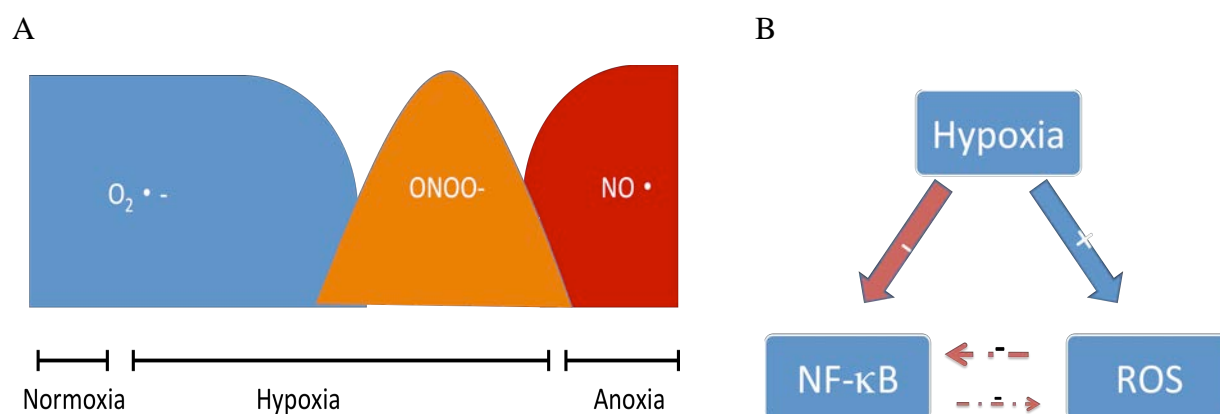 A
B
O₂ • -
ONOO-
NO •
Normoxia
Hypoxia
Anoxia
Hypoxia
-
+
NF-κB
-
-
ROS